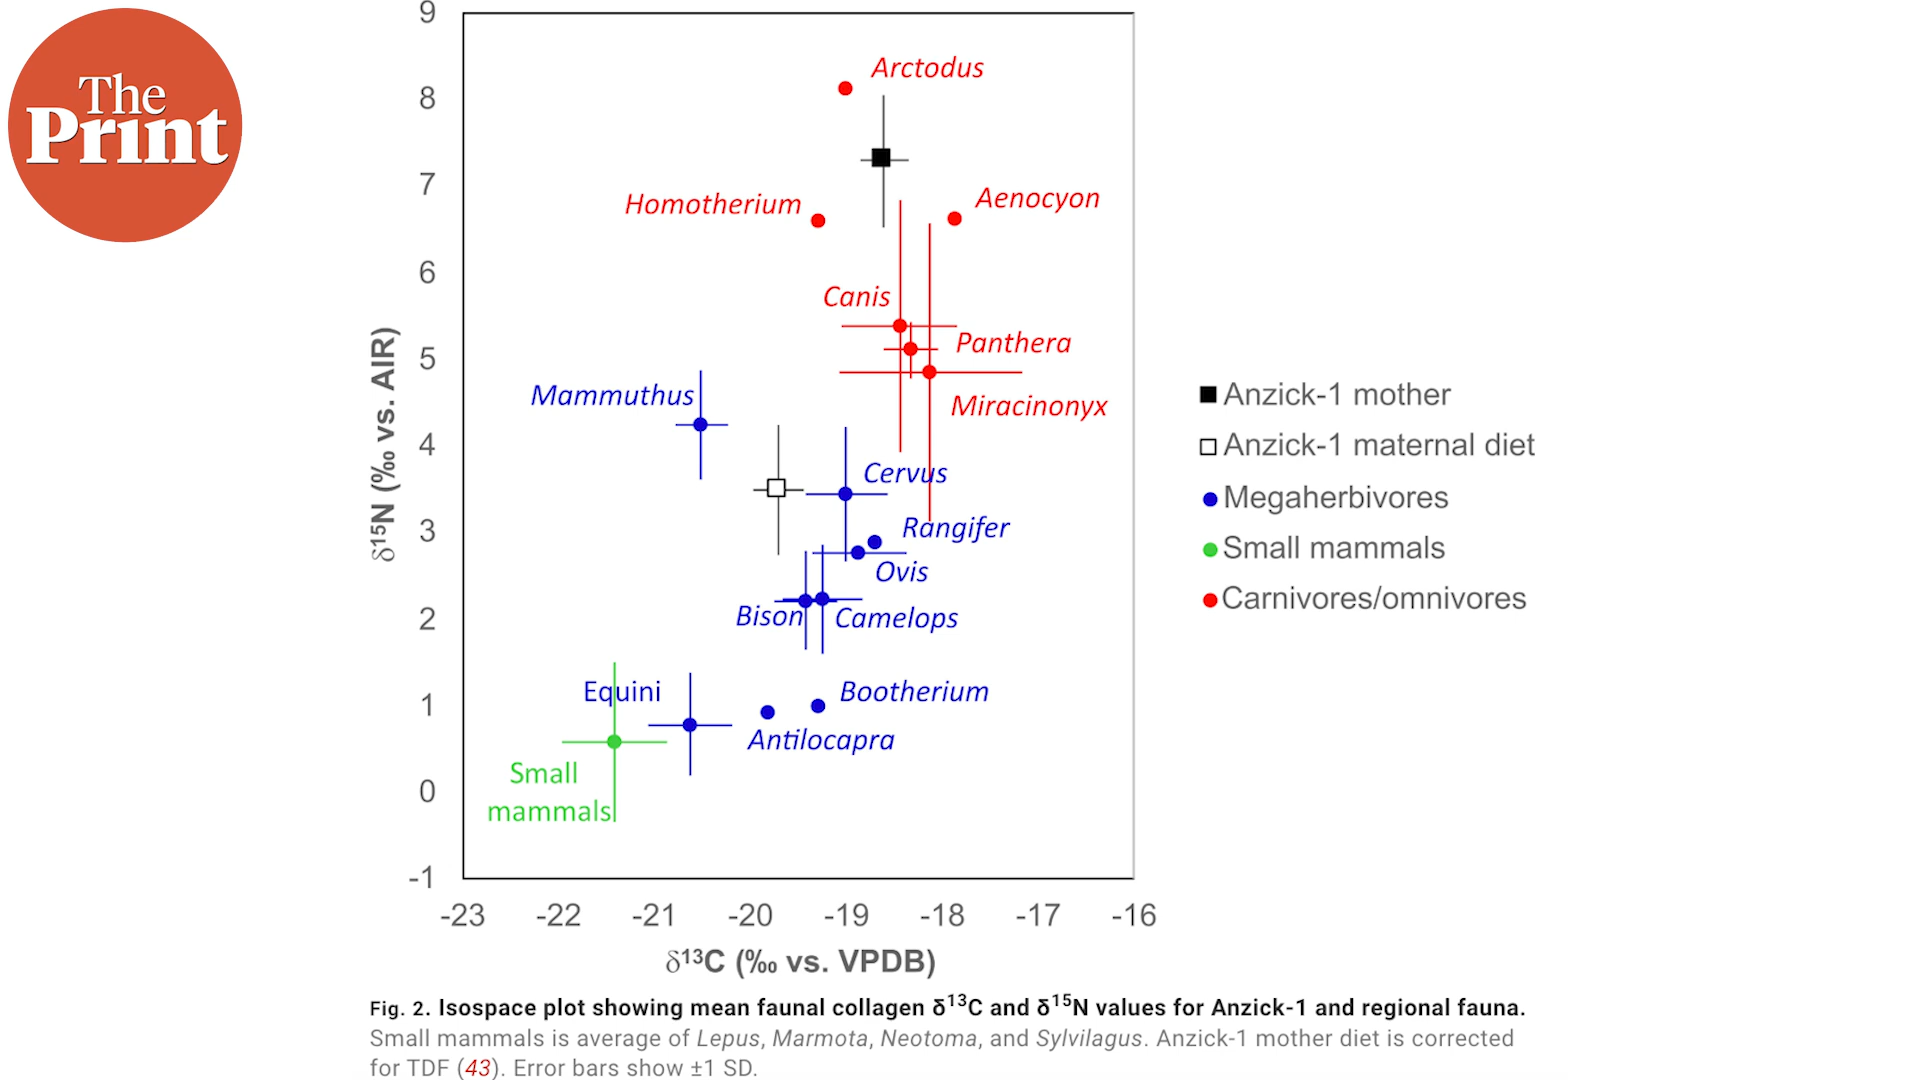 The
Print
9
8
7
6
5
4
3
2
1
0
-1
δ¹⁵N (‰ vs. AIR)
Arctodus
Homotherium
Aenocyon
Canis
Panthera
Mammuthus
Miracinonyx
Cervus
Rangifer
Ovis
Bison
Camelops
Equini
Bootherium
Antilocapra
Small
mammals
-23 -22 -21 -20 -19 -18 -17 -16
δ¹³C (‰ vs. VPDB)
Anzick-1 mother
Anzick-1 maternal diet
Megaherbivores
Small mammals
Carnivores/omnivores
Fig. 2. Isospace plot showing mean faunal collagen δ¹³C and δ¹⁵N values for Anzick-1 and regional fauna.
Small mammals is average of Lepus, Marmota, Neotoma, and Sylvilagus. Anzick-1 mother diet is corrected
for TDF (43). Error bars show ±1 SD.